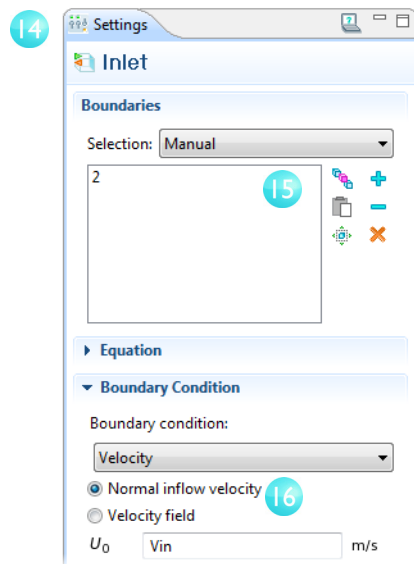 14
Settings
Inlet
Boundaries
Selection: Manual
2
15
Equation
Boundary Condition
Boundary condition:
Velocity
Normal inflow velocity
16
Velocity field
U0 Vin m/s